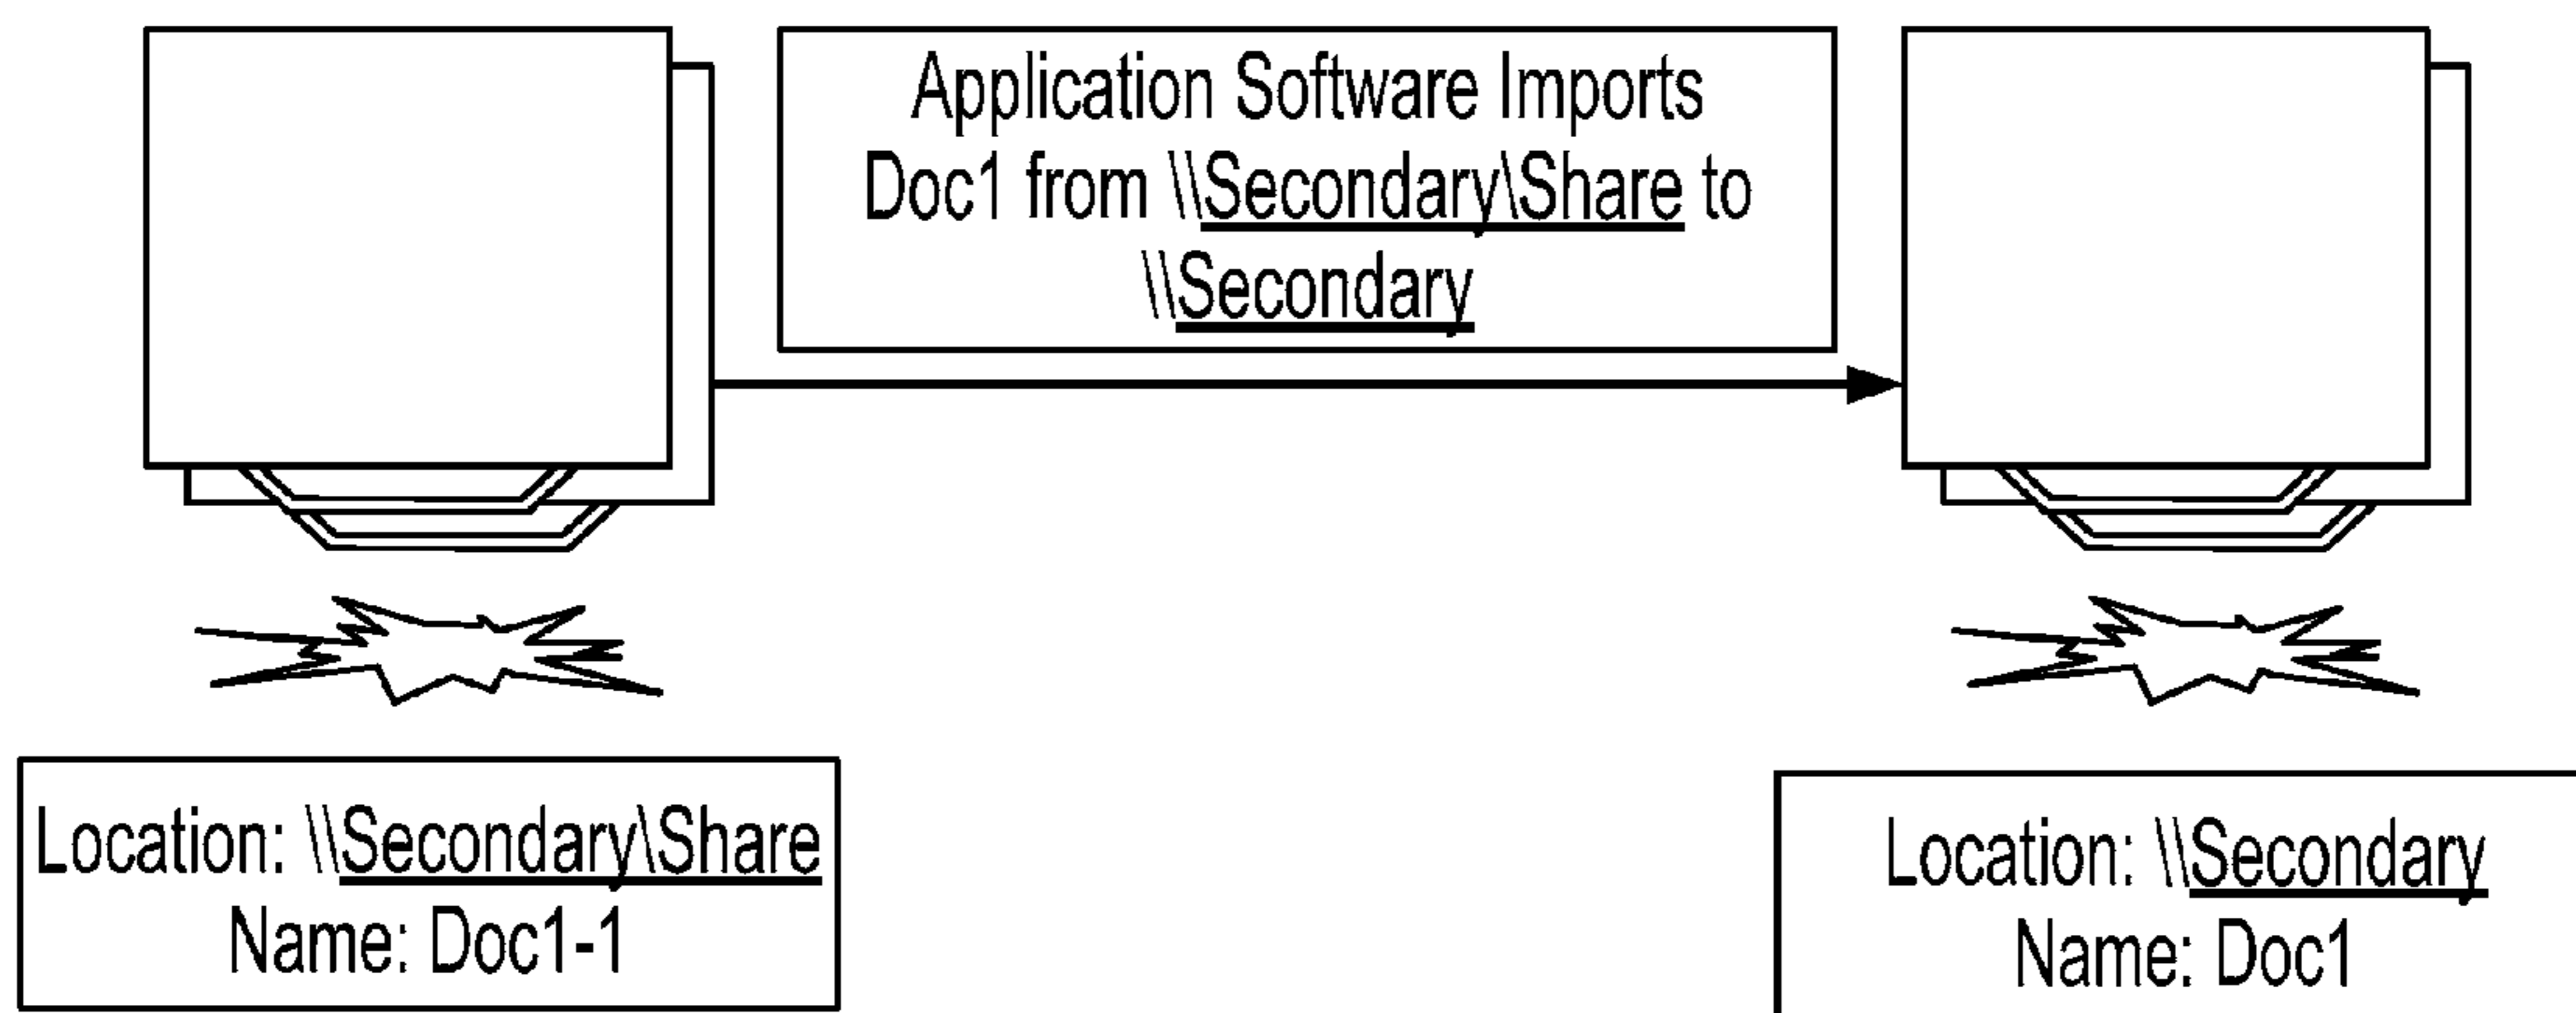 Application Software Imports
Doc1 from \\Secondary\Share to
\\Secondary
Location: \\Secondary\Share
Name: Doc1-1
Location: \\Secondary
Name: Doc1